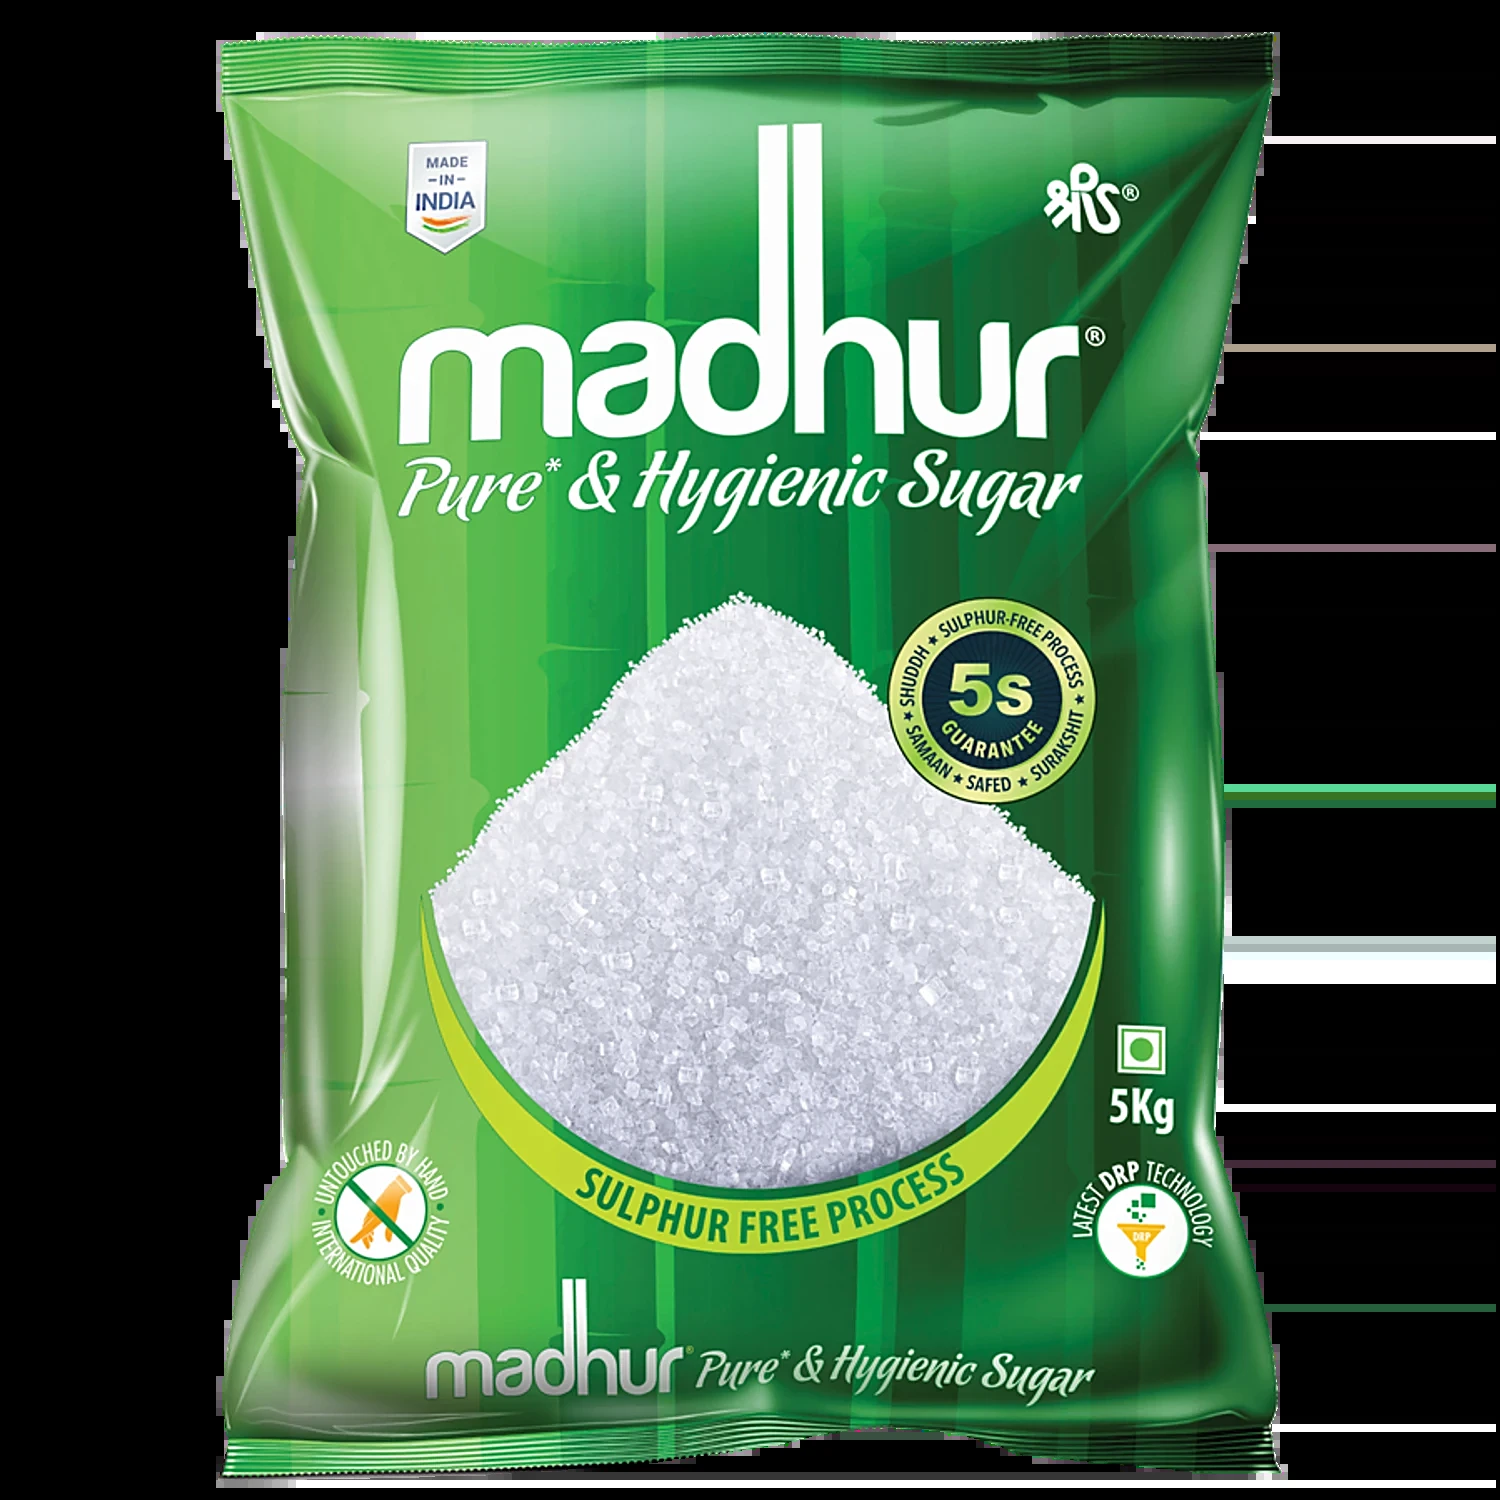 MADE
-IN-
INDIA
श्री ®
madhur®
Pure* & Hygienic Sugar
SHUDDH ★ SULPHUR-FREE PROCESS ★ SURAKSHIT ★ SAFED ★ SAMAAN ★
5s
GUARANTEE
5Kg
UNTOUCHED BY HAND
• INTERNATIONAL QUALITY •
LATEST DRP TECHNOLOGY
DRP
SULPHUR FREE PROCESS
madhur® Pure* & Hygienic Sugar